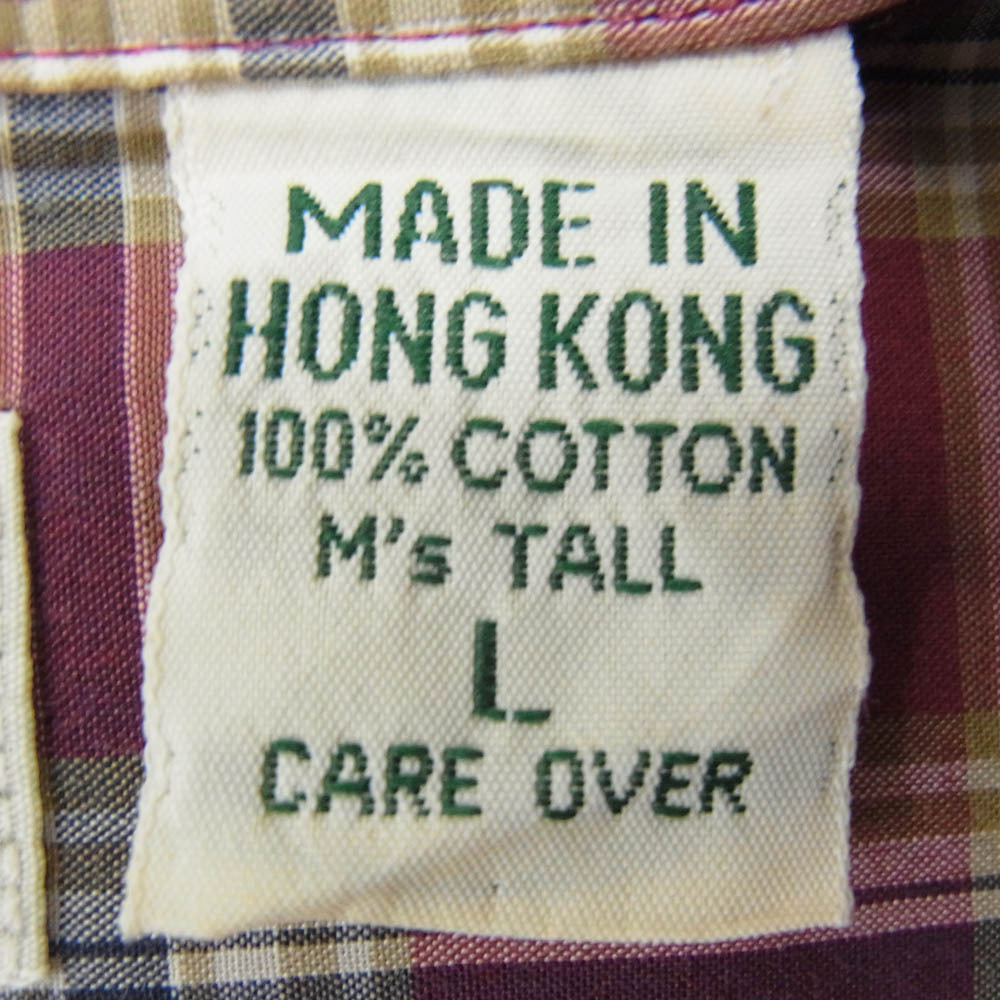 MADE IN
HONG KONG
100% COTTON
M's TALL
L
CARE OVER